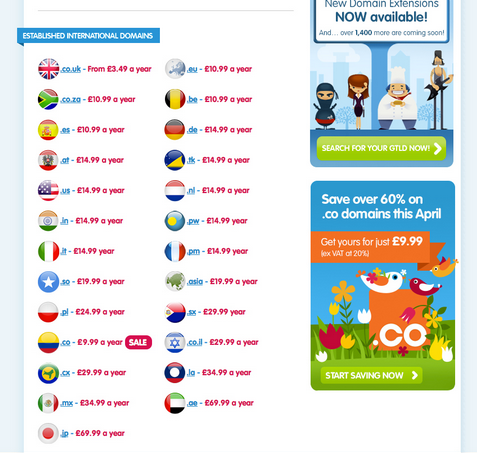 ESTABLISHED INTERNATIONAL DOMAINS
.co.uk - From £3.49 a year
.eu - £10.99 a year
.co.za - £10.99 a year
.be - £10.99 a year
.es - £10.99 a year
.de - £14.99 a year
.at - £14.99 a year
.tk - £14.99 a year
.us - £14.99 a year
.nl - £14.99 a year
.in - £14.99 a year
.pw - £14.99 year
.it - £14.99 year
.pm - £14.99 a year
.so - £19.99 a year
.asia - £19.99 a year
.pl - £24.99 a year
.sx - £29.99 year
.co - £9.99 a year SALE
.co.il - £29.99 a year
.cx - £29.99 a year
.la - £34.99 a year
.mx - £34.99 a year
.ae - £69.99 a year
.jp - £69.99 a year
New Domain Extensions
NOW available!
And... over 1,400 more are coming soon!
SEARCH FOR YOUR GTLD NOW!
Save over 60% on
.co domains this April
Get yours for just £9.99
(ex VAT at 20%)
.co
START SAVING NOW